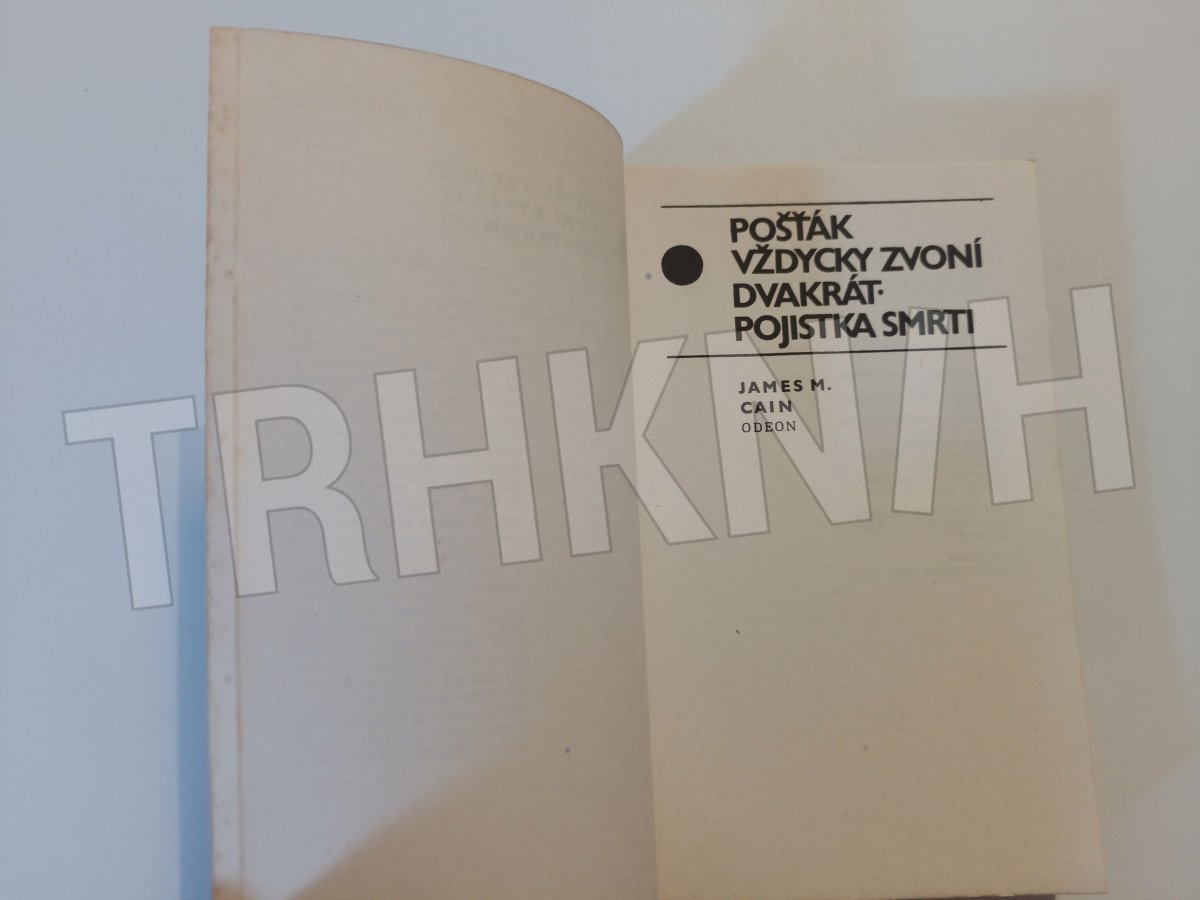 POŠŤÁK
VŽDYCKY ZVONÍ
DVAKRÁT·
POJISTKA SMRTI
JAMES M.
CAIN
ODEON
TRHKNIH